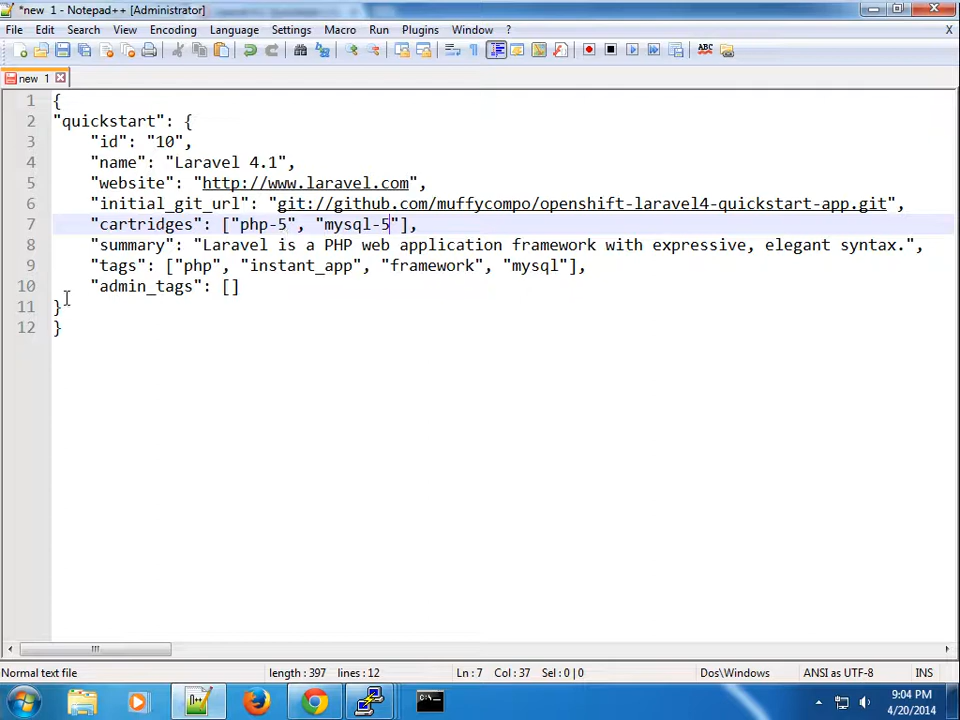 *new 1 - Notepad++ [Administrator]
File Edit Search View Encoding Language Settings Macro Run Plugins Window ? X
ABC
new 1
1 {
2 "quickstart": {
3 "id": "10",
4 "name": "Laravel 4.1",
5 "website": "http://www.laravel.com",
6 "initial_git_url": "git://github.com/muffycompo/openshift-laravel4-quickstart-app.git",
7 "cartridges": ["php-5", "mysql-5"],
8 "summary": "Laravel is a PHP web application framework with expressive, elegant syntax.",
9 "tags": ["php", "instant_app", "framework", "mysql"],
10 "admin_tags": []
11 }
12 }
Normal text file length : 397 lines : 12 Ln : 7 Col : 37 Sel : 0 | 0 Dos\Windows ANSI as UTF-8 INS
9:04 PM
4/20/2014